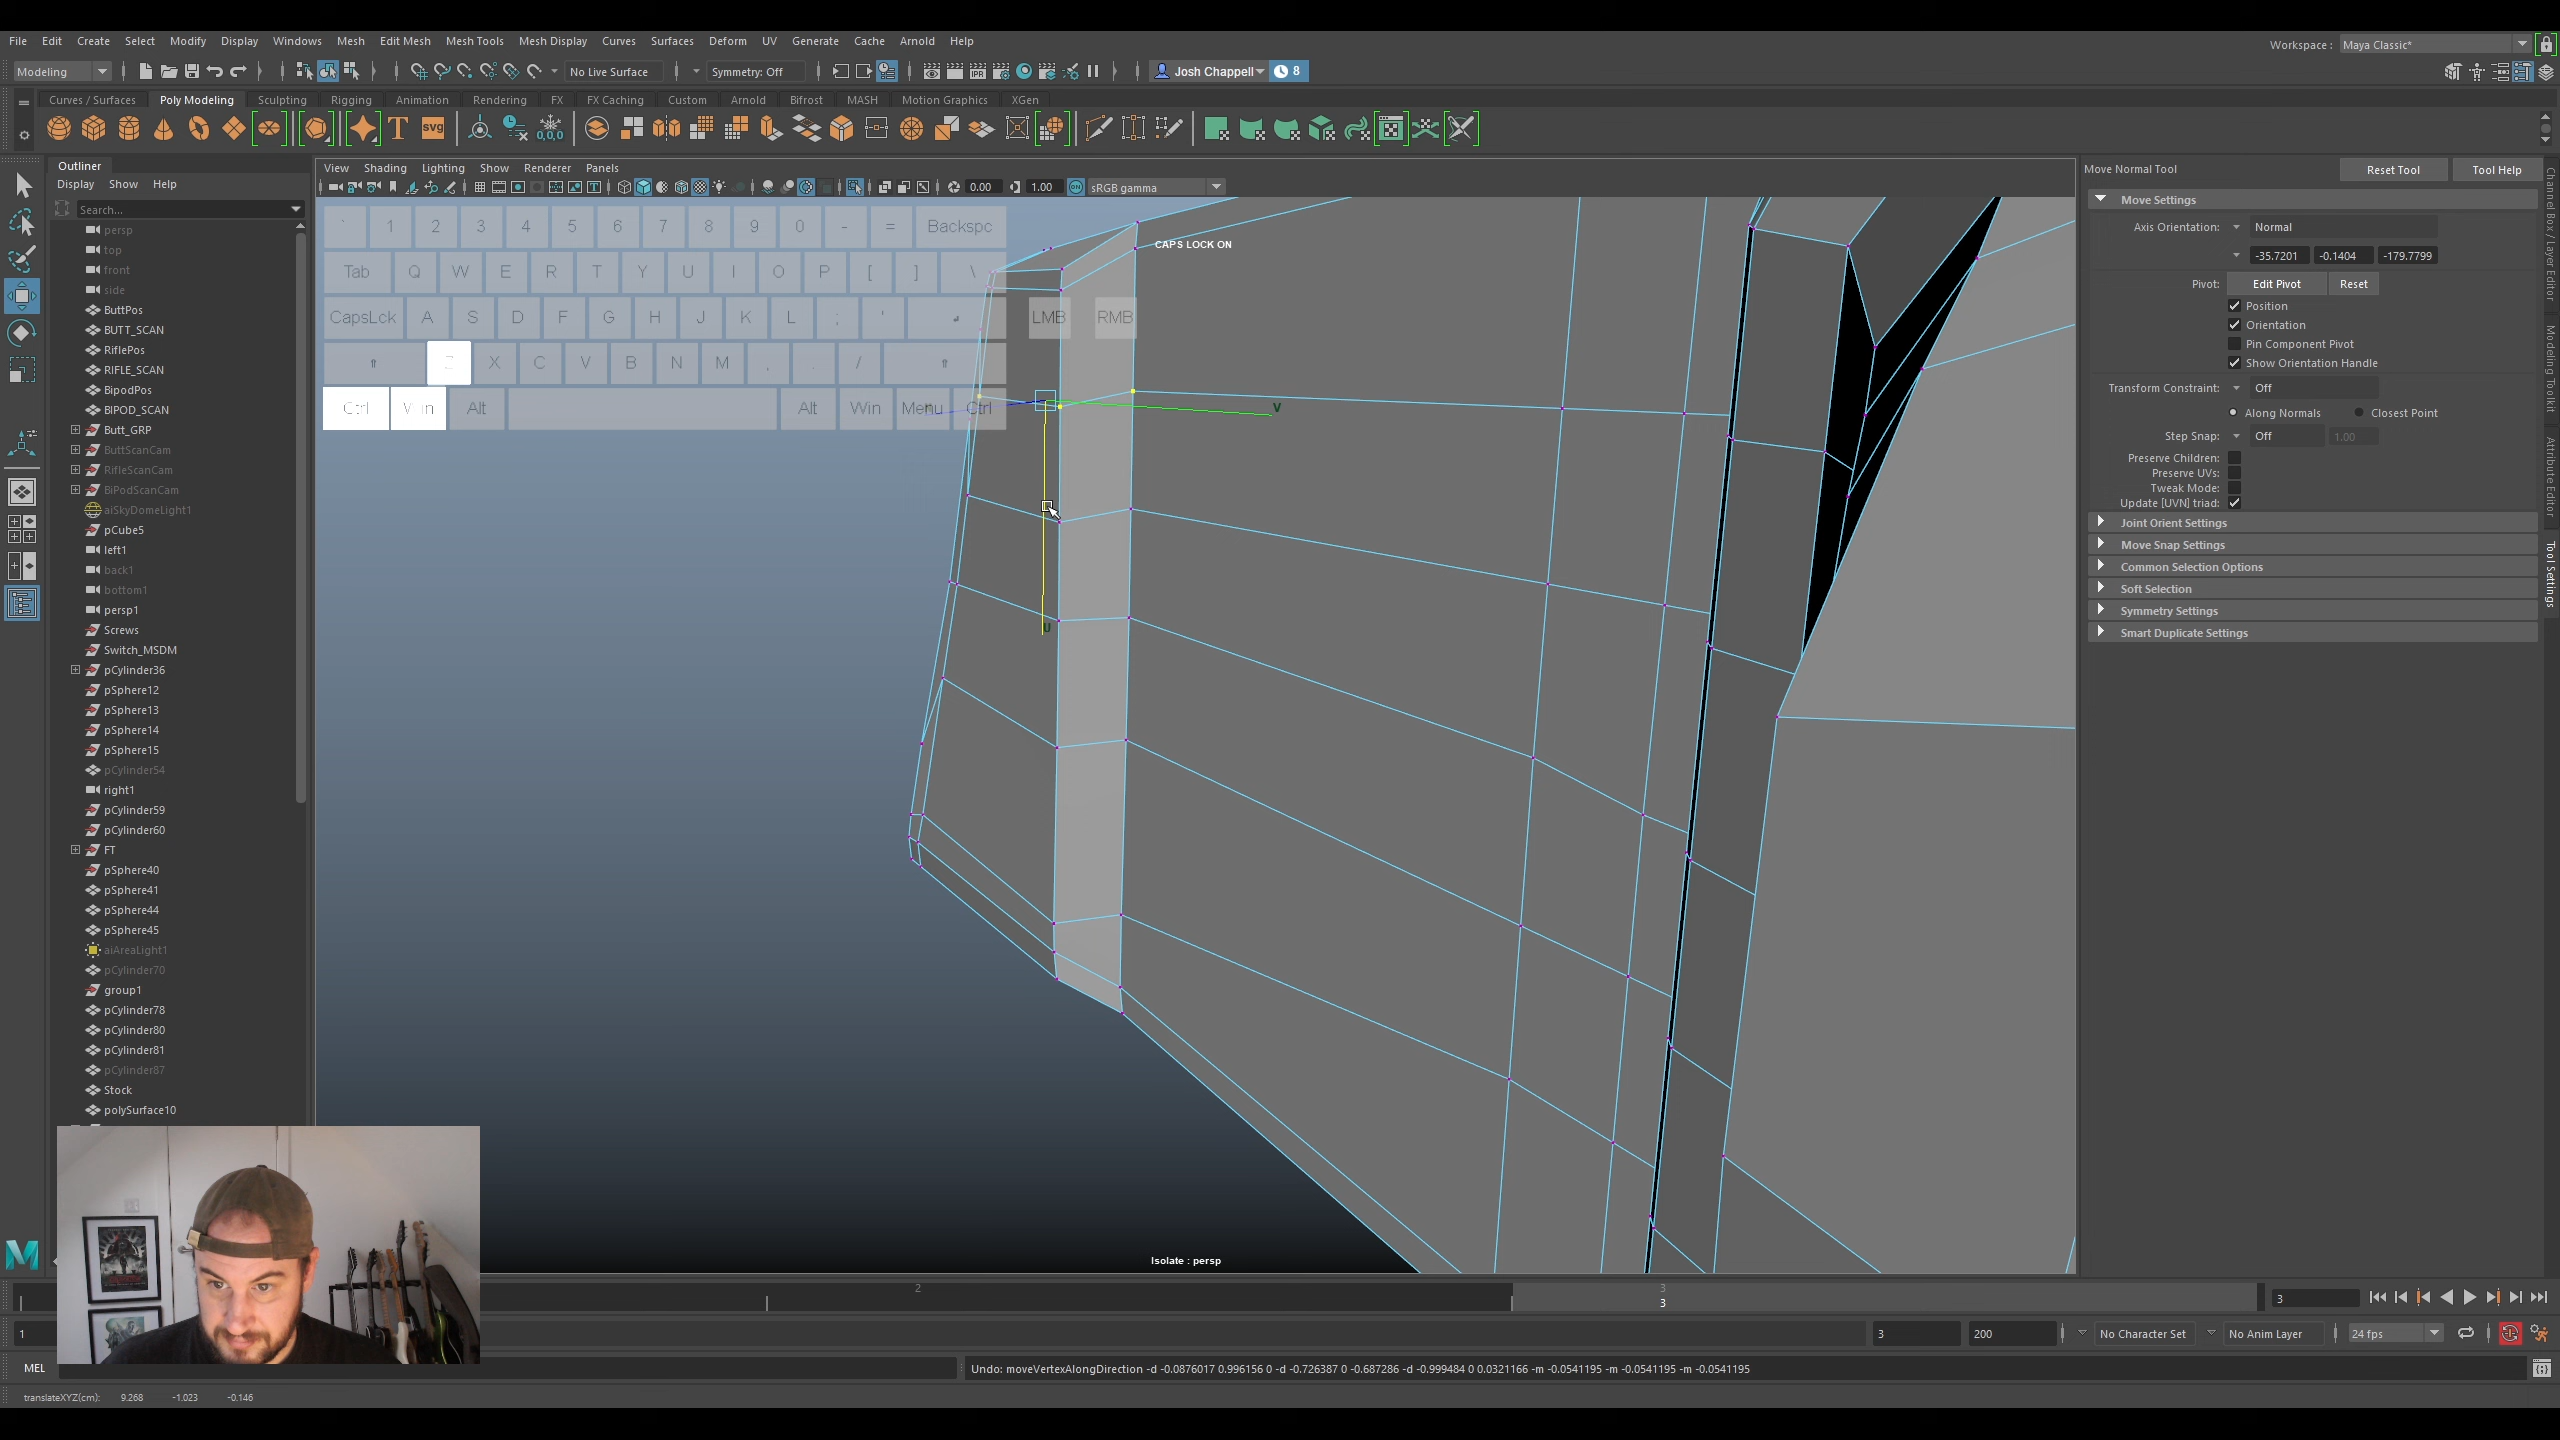 File Edit Create Select Modify Display Windows Mesh Edit Mesh Mesh Tools Mesh Display Curves Surfaces Deform UV Generate Cache Arnold Help
Workspace : Maya Classic*
Modeling
No Live Surface
Symmetry: Off
Josh Chappell
8
Curves / Surfaces Poly Modeling Sculpting Rigging Animation Rendering FX FX Caching Custom Arnold Bifrost MASH Motion Graphics XGen
Outliner
Display Show Help
Search...
persp
top
front
side
ButtPos
BUTT_SCAN
RiflePos
RIFLE_SCAN
BipodPos
BIPOD_SCAN
Butt_GRP
ButtScanCam
RifleScanCam
BiPodScanCam
aiSkyDomeLight1
pCube5
left1
back1
bottom1
persp1
Screws
Switch_MSDM
pCylinder36
pSphere12
pSphere13
pSphere14
pSphere15
pCylinder54
right1
pCylinder59
pCylinder60
FT
pSphere40
pSphere41
pSphere44
pSphere45
aiAreaLight1
pCylinder70
group1
pCylinder78
pCylinder80
pCylinder81
pCylinder87
Stock
polySurface10
View Shading Lighting Show Renderer Panels
0.00 1.00 sRGB gamma
` 1 2 3 4 5 6 7 8 9 0 - = Backspc
Tab Q W E R T Y U I O P [ ] \
CapsLck A S D F G H J K L ; '
Z X C V B N M , . /
Ctrl Win Alt Alt Win Menu Ctrl
LMB RMB
CAPS LOCK ON
V
U
Isolate : persp
Move Normal Tool Reset Tool Tool Help
Move Settings
Axis Orientation: Normal
-35.7201 -0.1404 -179.7799
Pivot: Edit Pivot Reset
Position
Orientation
Pin Component Pivot
Show Orientation Handle
Transform Constraint: Off
Along Normals Closest Point
Step Snap: Off 1.00
Preserve Children:
Preserve UVs:
Tweak Mode:
Update [UVN] triad:
Joint Orient Settings
Move Snap Settings
Common Selection Options
Soft Selection
Symmetry Settings
Smart Duplicate Settings
Channel Box / Layer Editor
Modeling Toolkit
Attribute Editor
Tool Settings
2 3
3
3
1 3 200 No Character Set No Anim Layer 24 fps
MEL
Undo: moveVertexAlongDirection -d -0.0876017 0.996156 0 -d -0.726387 0 -0.687286 -d -0.999484 0 0.0321166 -m -0.0541195 -m -0.0541195 -m -0.0541195
translateXYZ(cm): 9.268 -1.023 -0.146